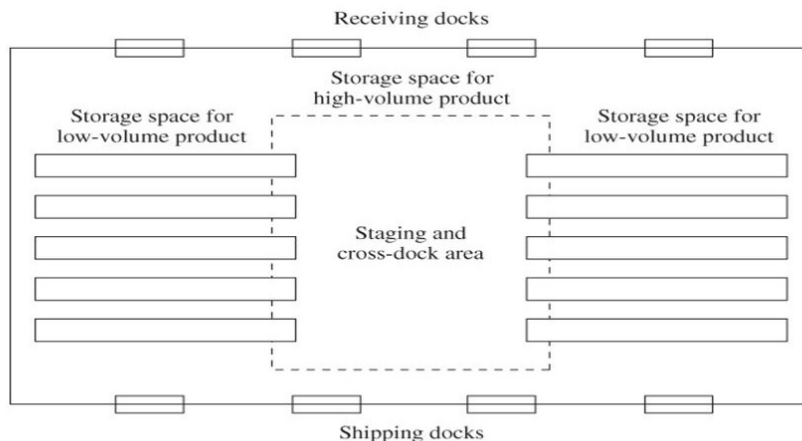 Receiving docks
Storage space for
high-volume product
Storage space for
low-volume product
Storage space for
low-volume product
Staging and
cross-dock area
Shipping docks